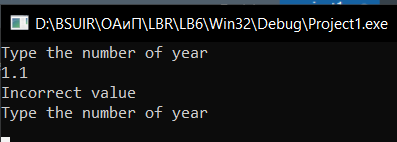 D:\BSUIR\ОАиП\LBR\LB6\Win32\Debug\Project1.exe
Type the number of year
1.1
Incorrect value
Type the number of year